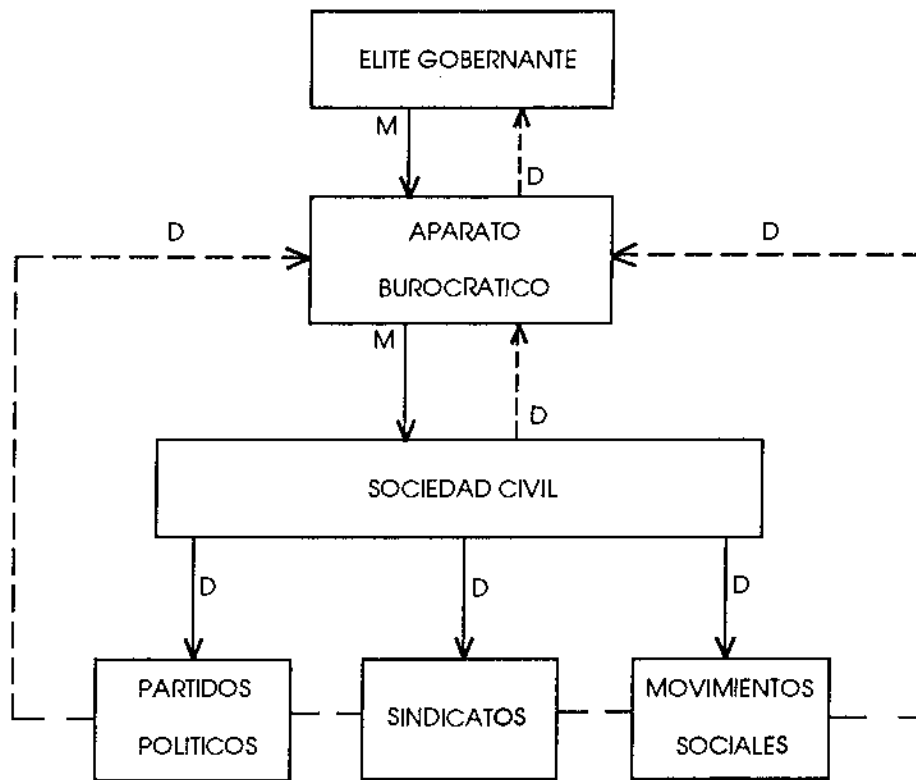 ELITE GOBERNANTE
M
D
APARATO
BUROCRATICO
D
D
M
D
SOCIEDAD CIVIL
D
D
D
PARTIDOS
POLITICOS
SINDICATOS
MOVIMIENTOS
SOCIALES